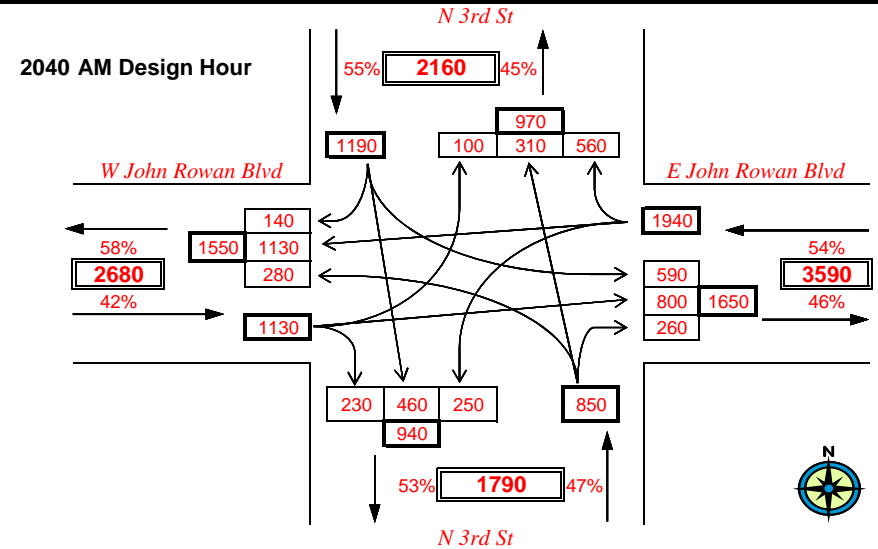 N 3rd St
2040 AM Design Hour
55% 2160 45%
970
1190 100 310 560
W John Rowan Blvd E John Rowan Blvd
140 1940
58% 1550 1130 54%
2680 280 590 3590
42% 800 1650 46%
1130 260
230 460 250 850
940
N
53% 1790 47%
N 3rd St